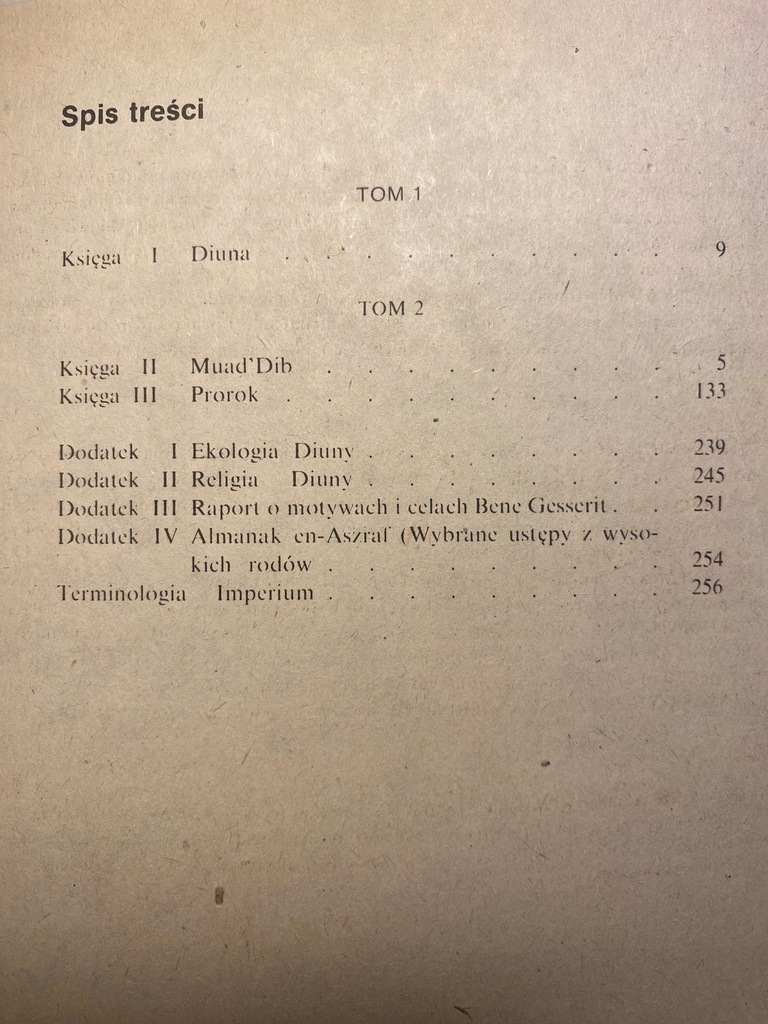 Spis treści
TOM 1
Księga I Diuna . . . . . . . . . . 9
TOM 2
Księga II Muad'Dib . . . . . . . . . 5
Księga III Prorok . . . . . . . . . . 133
Dodatek I Ekologia Diuny . . . . . . . . 239
Dodatek II Religia Diuny . . . . . . . . 245
Dodatek III Raport o motywach i celach Bene Gesserit . . 251
Dodatek IV Almanak en-Aszraf (Wybrane ustępy z wyso-
kich rodów . . . . . . . . . 254
Terminologia Imperium . . . . . . . . . 256